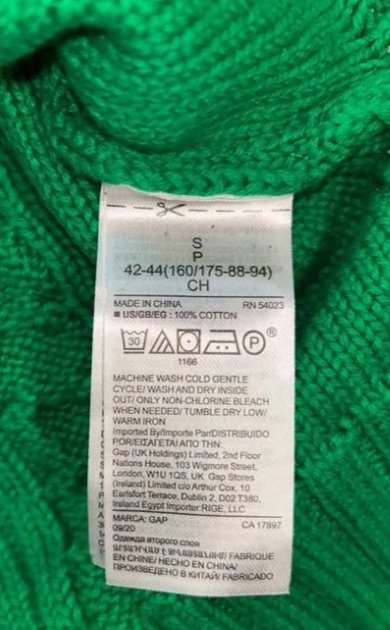 S
P
42-44(160/175-88-94)
CH
MADE IN CHINA RN 54023
■ US/GB/EG : 100% COTTON
30 P ®
1166
MACHINE WASH COLD GENTLE
CYCLE/ WASH AND DRY INSIDE
OUT/ ONLY NON-CHLORINE BLEACH
WHEN NEEDED/ TUMBLE DRY LOW/
WARM IRON
Imported By/Importe Par/DISTRIBUIDO
POR/ΕΙΣΑΓΕΤΑΙ ΑΠΟ ΤΗΝ:
Gap (UK Holdings) Limited, 2nd Floor
Nations House, 103 Wigmore Street,
London, W1U 1QS, UK Gap Stores
(Ireland) Limited c/o Arthur Cox, 10
Earlsfort Terrace, Dublin 2, D02 T380,
Ireland Egypt Importer:RIGE, LLC
MARCA: GAP CA 17897
09/20
Одежда второго слоя
FABRIQUE
EN CHINE/ HECHO EN CHINA/
ПРОИЗВЕДЕНО В КИТАЙ/ FABRICADO